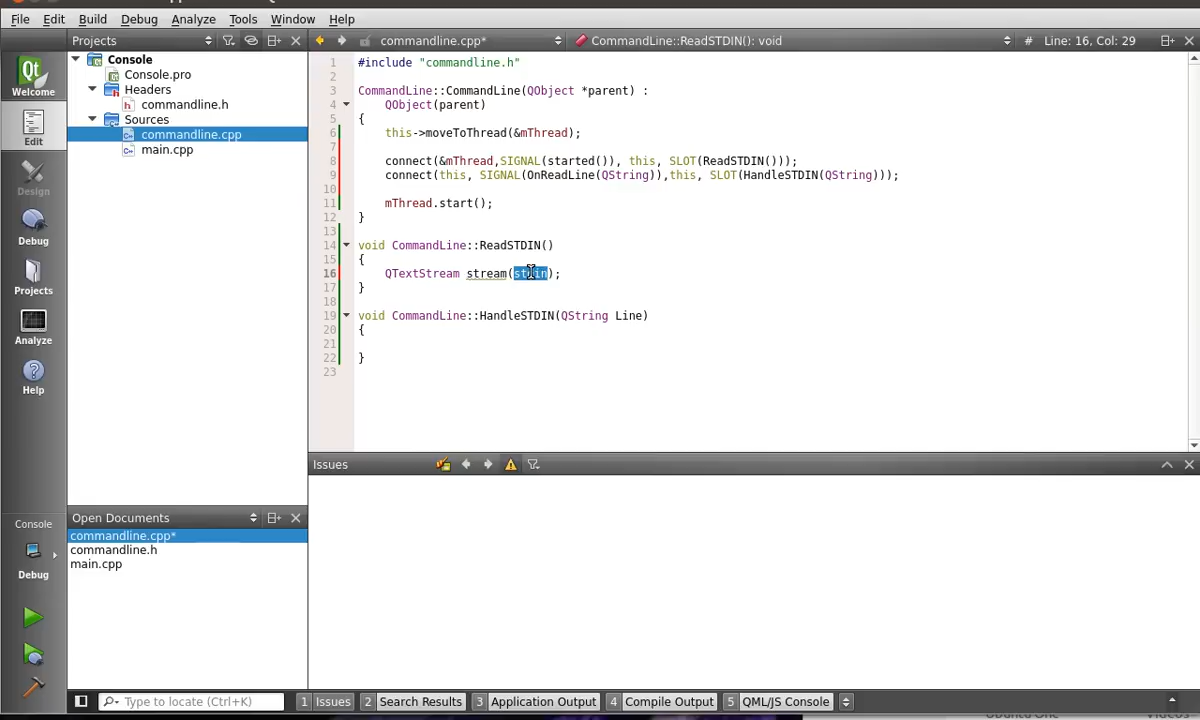 File Edit Build Debug Analyze Tools Window Help
Projects
commandline.cpp*
CommandLine::ReadSTDIN(): void
# Line: 16, Col: 29
Welcome
Edit
Design
Debug
Projects
Analyze
Help
Console
Console.pro
Headers
commandline.h
Sources
commandline.cpp
main.cpp
1 #include "commandline.h"
2
3 CommandLine::CommandLine(QObject *parent) :
4 QObject(parent)
5 {
6 this->moveToThread(&mThread);
7
8 connect(&mThread,SIGNAL(started()), this, SLOT(ReadSTDIN()));
9 connect(this, SIGNAL(OnReadLine(QString)),this, SLOT(HandleSTDIN(QString)));
10
11 mThread.start();
12 }
13
14 void CommandLine::ReadSTDIN()
15 {
16 QTextStream stream(stdin);
17 }
18
19 void CommandLine::HandleSTDIN(QString Line)
20 {
21
22 }
23
Issues
Open Documents
commandline.cpp*
commandline.h
main.cpp
Console
Debug
Type to locate (Ctrl+K)
1 Issues 2 Search Results 3 Application Output 4 Compile Output 5 QML/JS Console